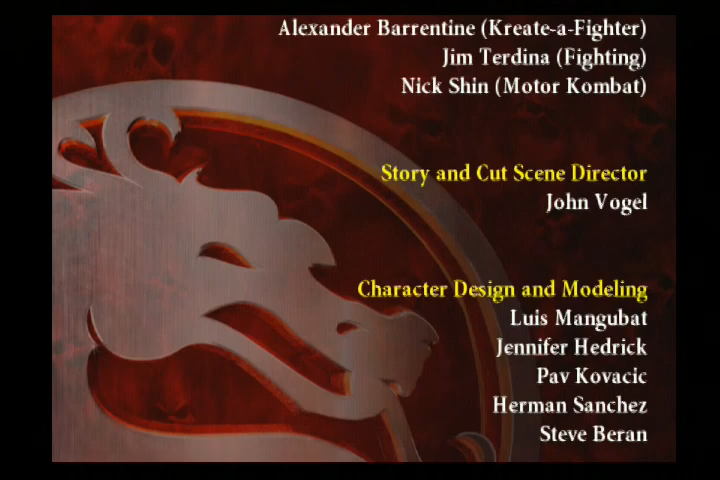 Alexander Barrentine (Kreate-a-Fighter)
Jim Terdina (Fighting)
Nick Shin (Motor Kombat)
Story and Cut Scene Director
John Vogel
Character Design and Modeling
Luis Mangubat
Jennifer Hedrick
Pav Kovacic
Herman Sanchez
Steve Beran